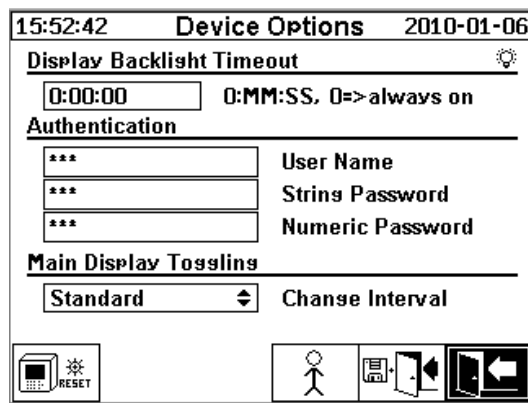 15:52:42 Device Options 2010-01-06
Display Backlight Timeout
0:00:00 0:MM:SS, 0=>always on
Authentication
*** User Name
*** String Password
*** Numeric Password
Main Display Toggling
Standard Change Interval
RESET